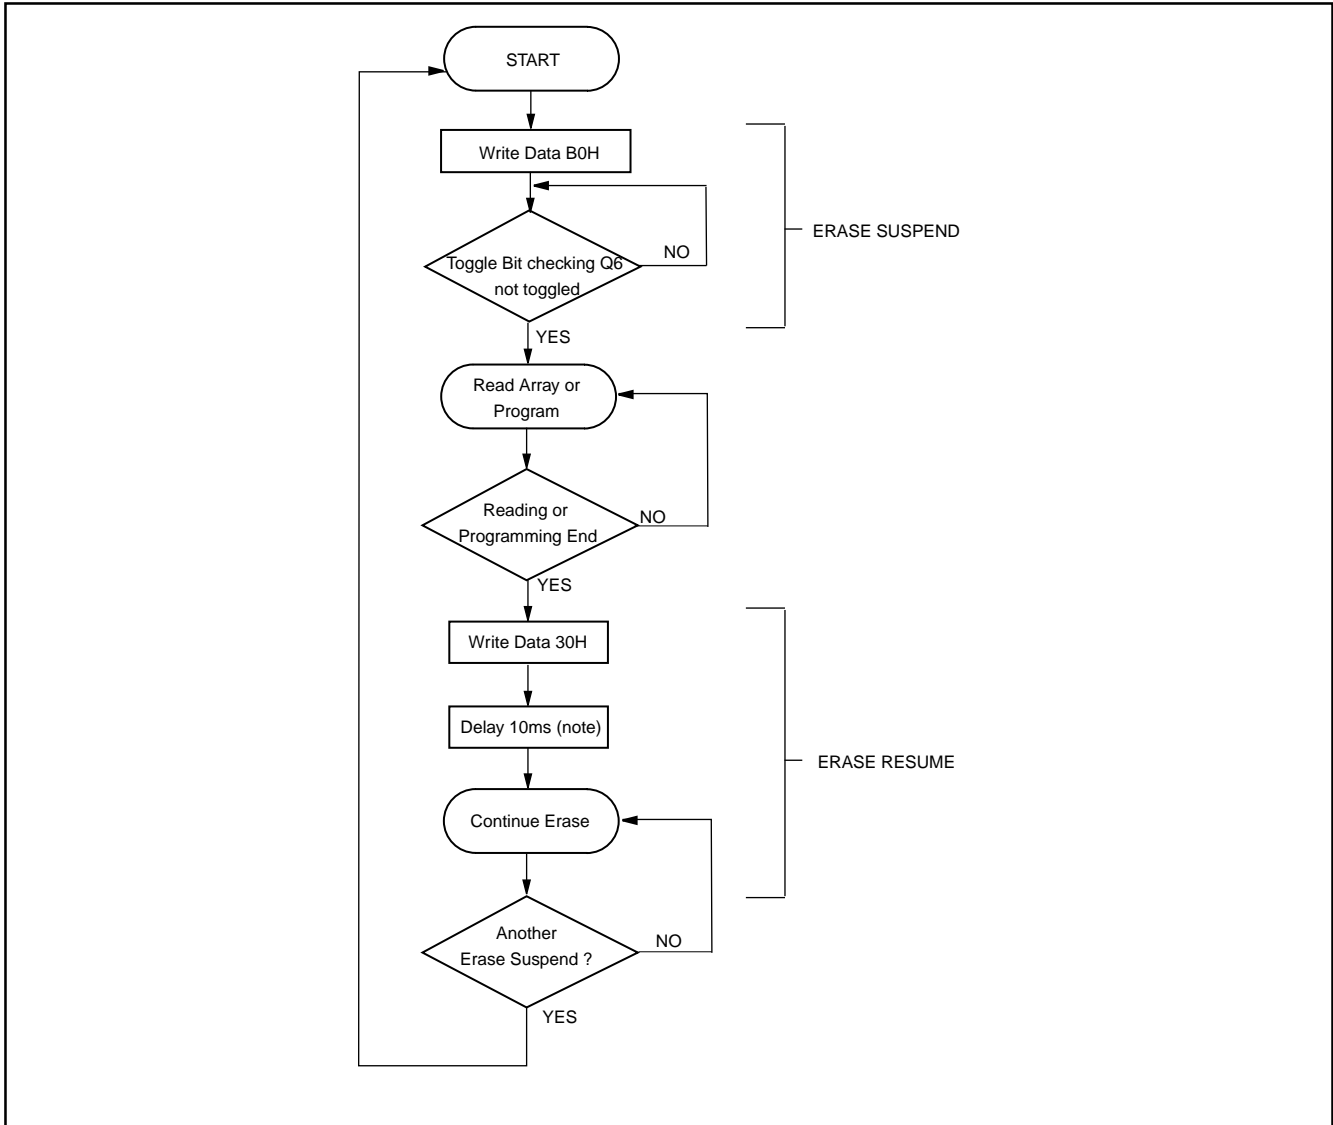 START
Write Data B0H
ERASE SUSPEND
Toggle Bit checking Q6
not toggled
NO
YES
Read Array or
Program
Reading or
Programming End
NO
YES
Write Data 30H
Delay 10ms (note)
ERASE RESUME
Continue Erase
Another
Erase Suspend ?
NO
YES